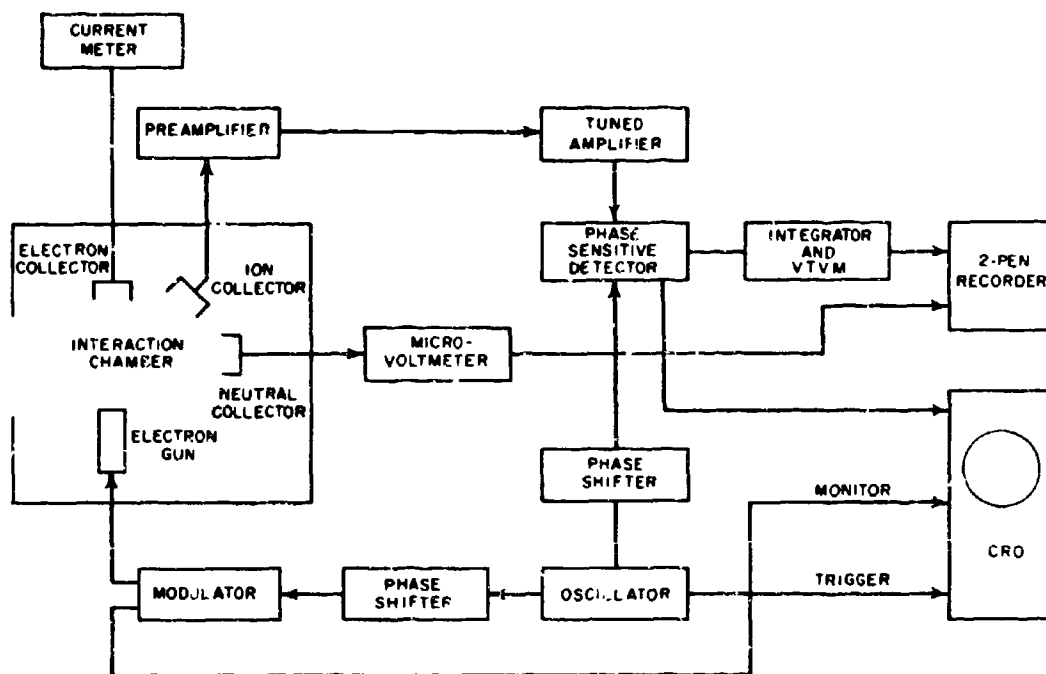 CURRENT
METER
PREAMPLIFIER
TUNED
AMPLIFIER
ELECTRON
COLLECTOR
ION
COLLECTOR
PHASE
SENSITIVE
DETECTOR
INTEGRATOR
AND
VTVM
2-PEN
RECORDER
INTERACTION
CHAMBER
MICRO-
VOLTMETER
NEUTRAL
COLLECTOR
ELECTRON
GUN
PHASE
SHIFTER
MONITOR
CRO
MODULATOR
PHASE
SHIFTER
OSCILLATOR
TRIGGER